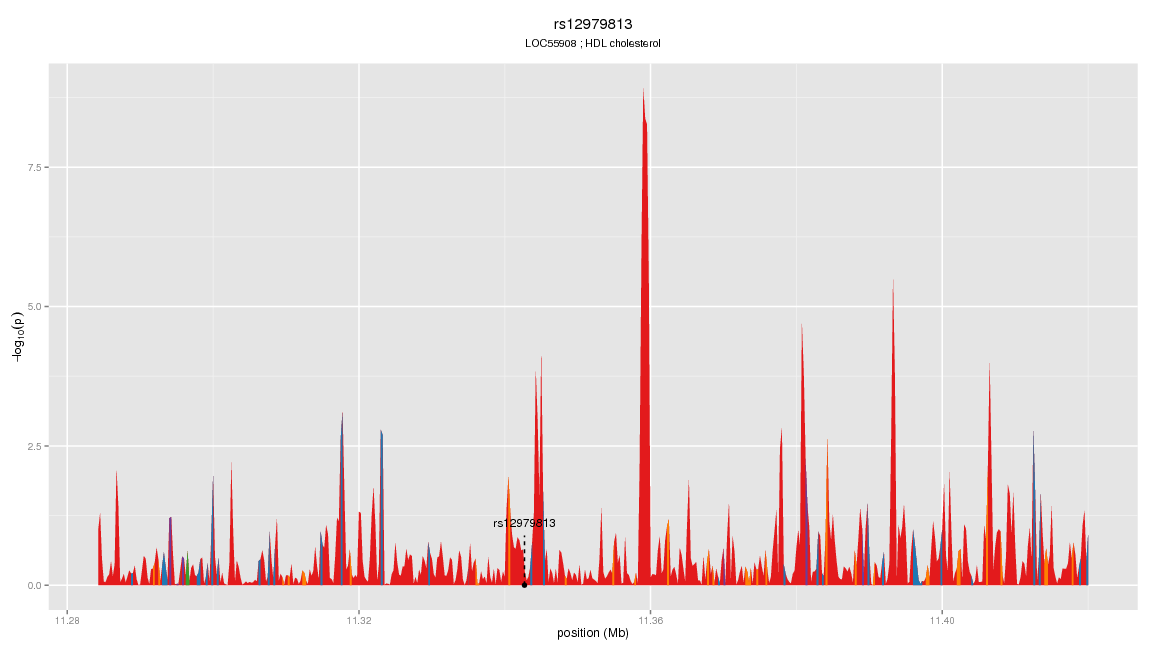 rs12979813
LOC55908 ; HDL cholesterol
7.5
5.0
2.5
0.0
−log10(p)
rs12979813
11.28
11.32
11.36
11.40
position (Mb)